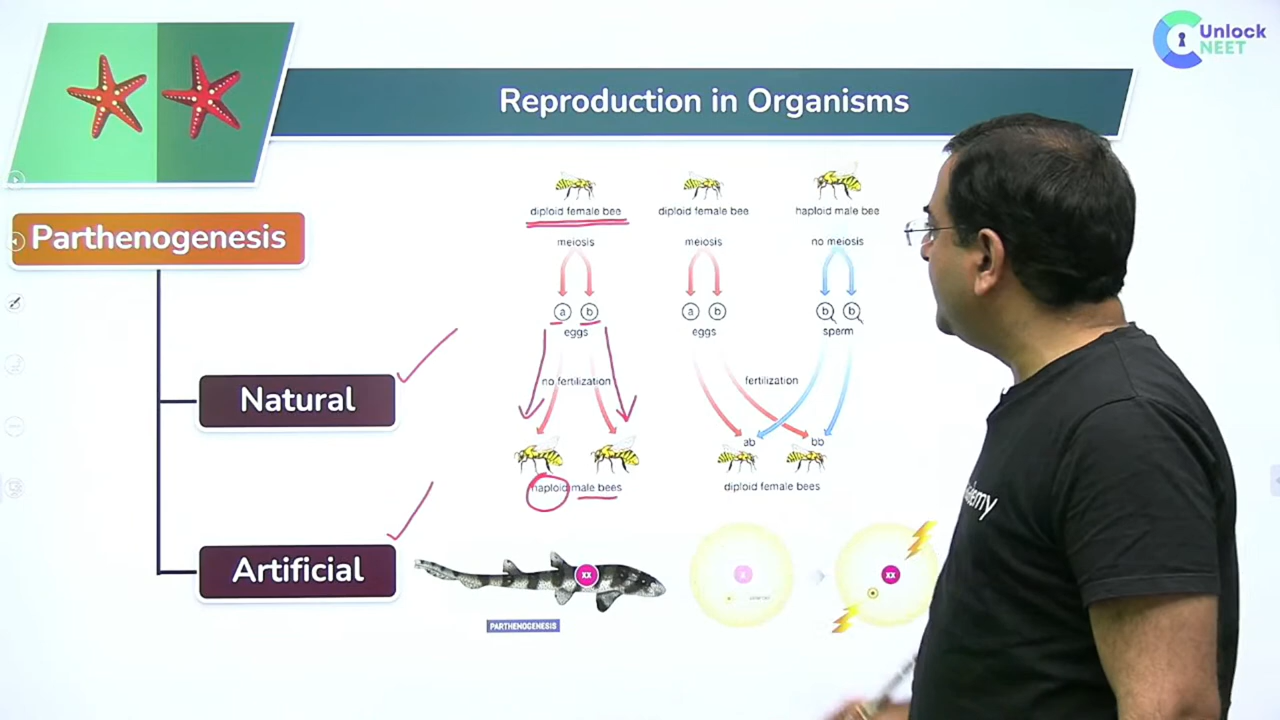 Unlock
NEET
Reproduction in Organisms
Parthenogenesis
Natural
Artificial
diploid female bee
diploid female bee
haploid male bee
meiosis
meiosis
no meiosis
a
b
a
b
b
b
eggs
eggs
sperm
no fertilization
fertilization
ab
bb
haploid male bees
diploid female bees
XX
X
XX
PARTHENOGENESIS